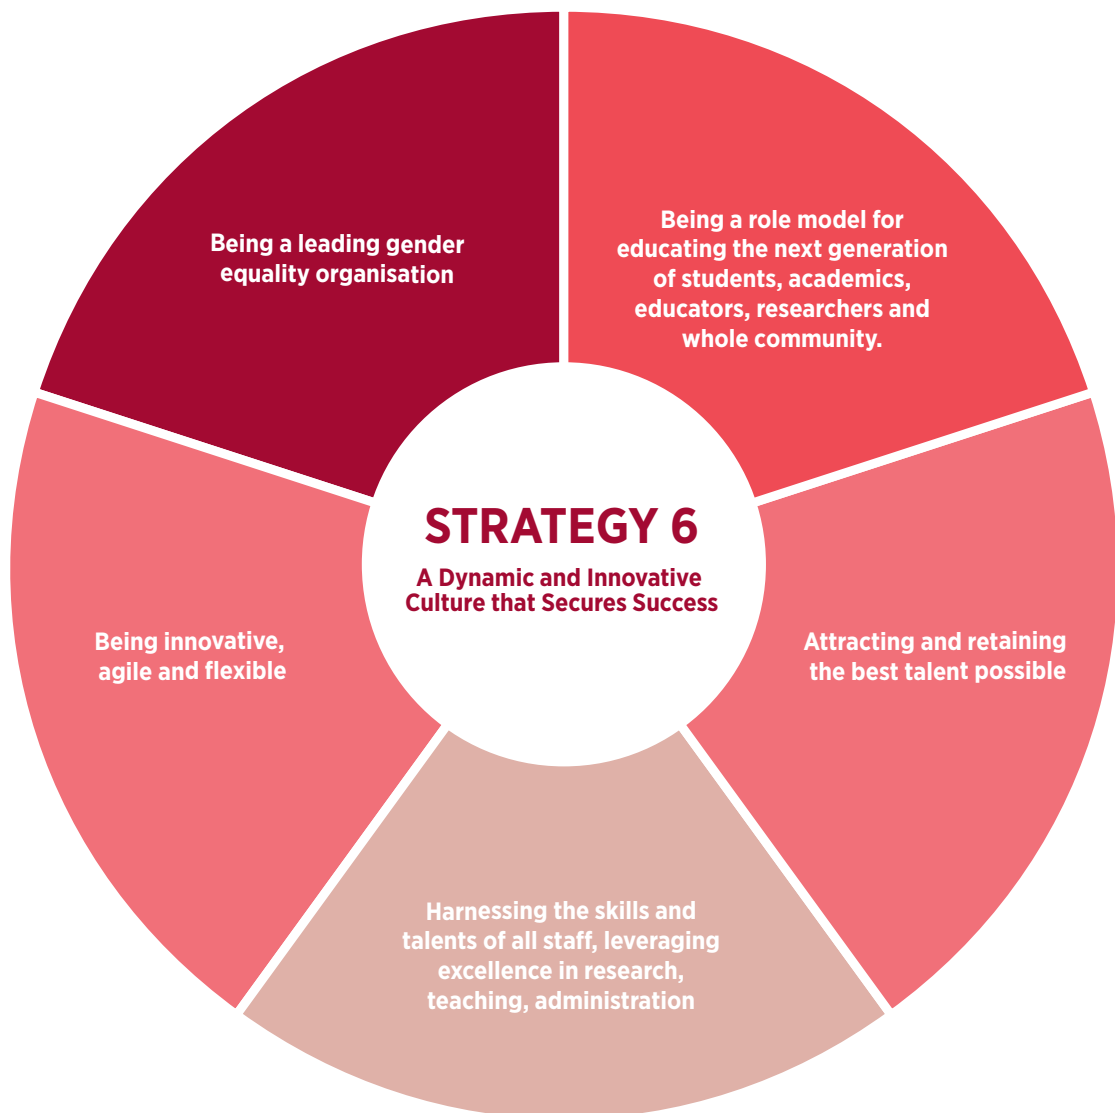 Being a leading gender
equality organisation
Being a role model for
educating the next generation
of students, academics,
educators, researchers and
whole community.
STRATEGY 6
A Dynamic and Innovative
Culture that Secures Success
Being innovative,
agile and flexible
Attracting and retaining
the best talent possible
Harnessing the skills and
talents of all staff, leveraging
excellence in research,
teaching, administration